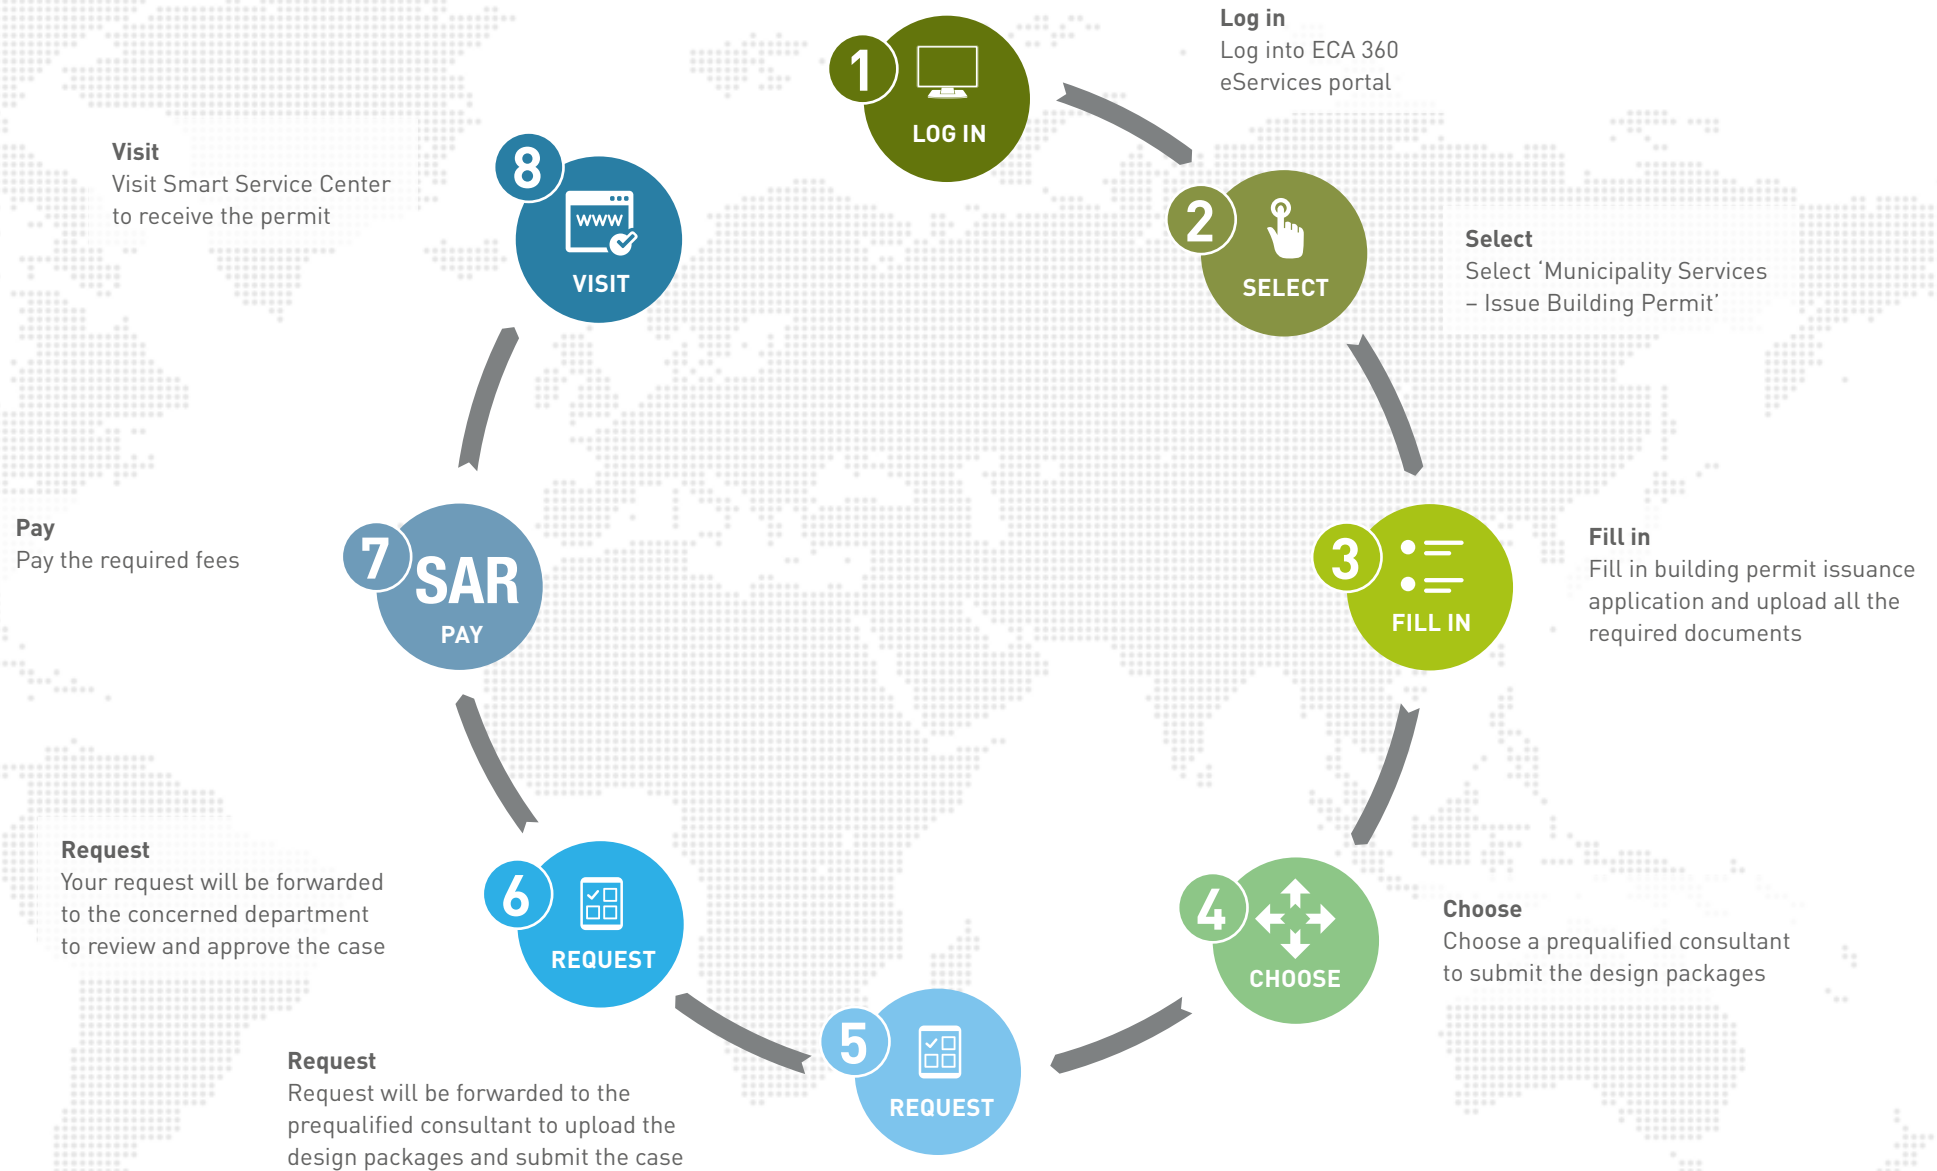 1
LOG IN
Log in
Log into ECA 360
eServices portal
2
SELECT
Select
Select ‘Municipality Services
– Issue Building Permit’
3
FILL IN
Fill in
Fill in building permit issuance
application and upload all the
required documents
4
CHOOSE
Choose
Choose a prequalified consultant
to submit the design packages
5
REQUEST
Request
Request will be forwarded to the
prequalified consultant to upload the
design packages and submit the case
6
REQUEST
Request
Your request will be forwarded
to the concerned department
to review and approve the case
7
SAR
PAY
Pay
Pay the required fees
8
www
VISIT
Visit
Visit Smart Service Center
to receive the permit